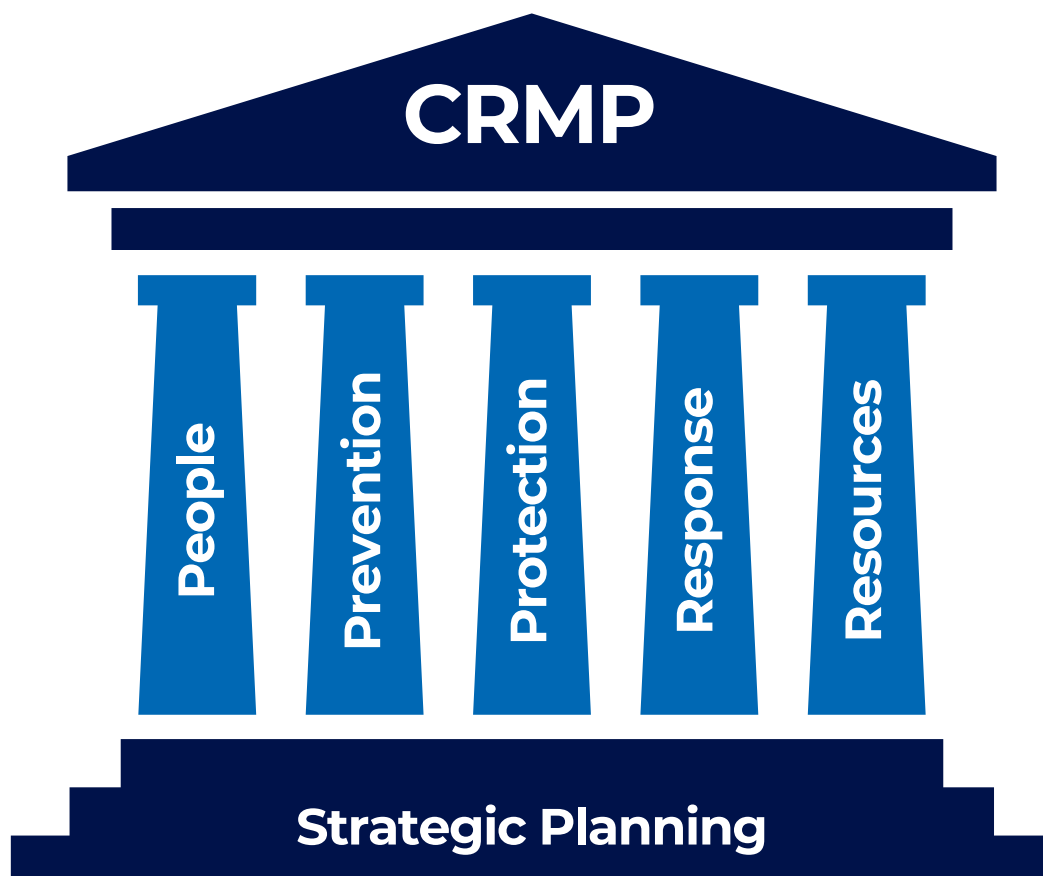 CRMP
People
Prevention
Protection
Response
Resources
Strategic Planning